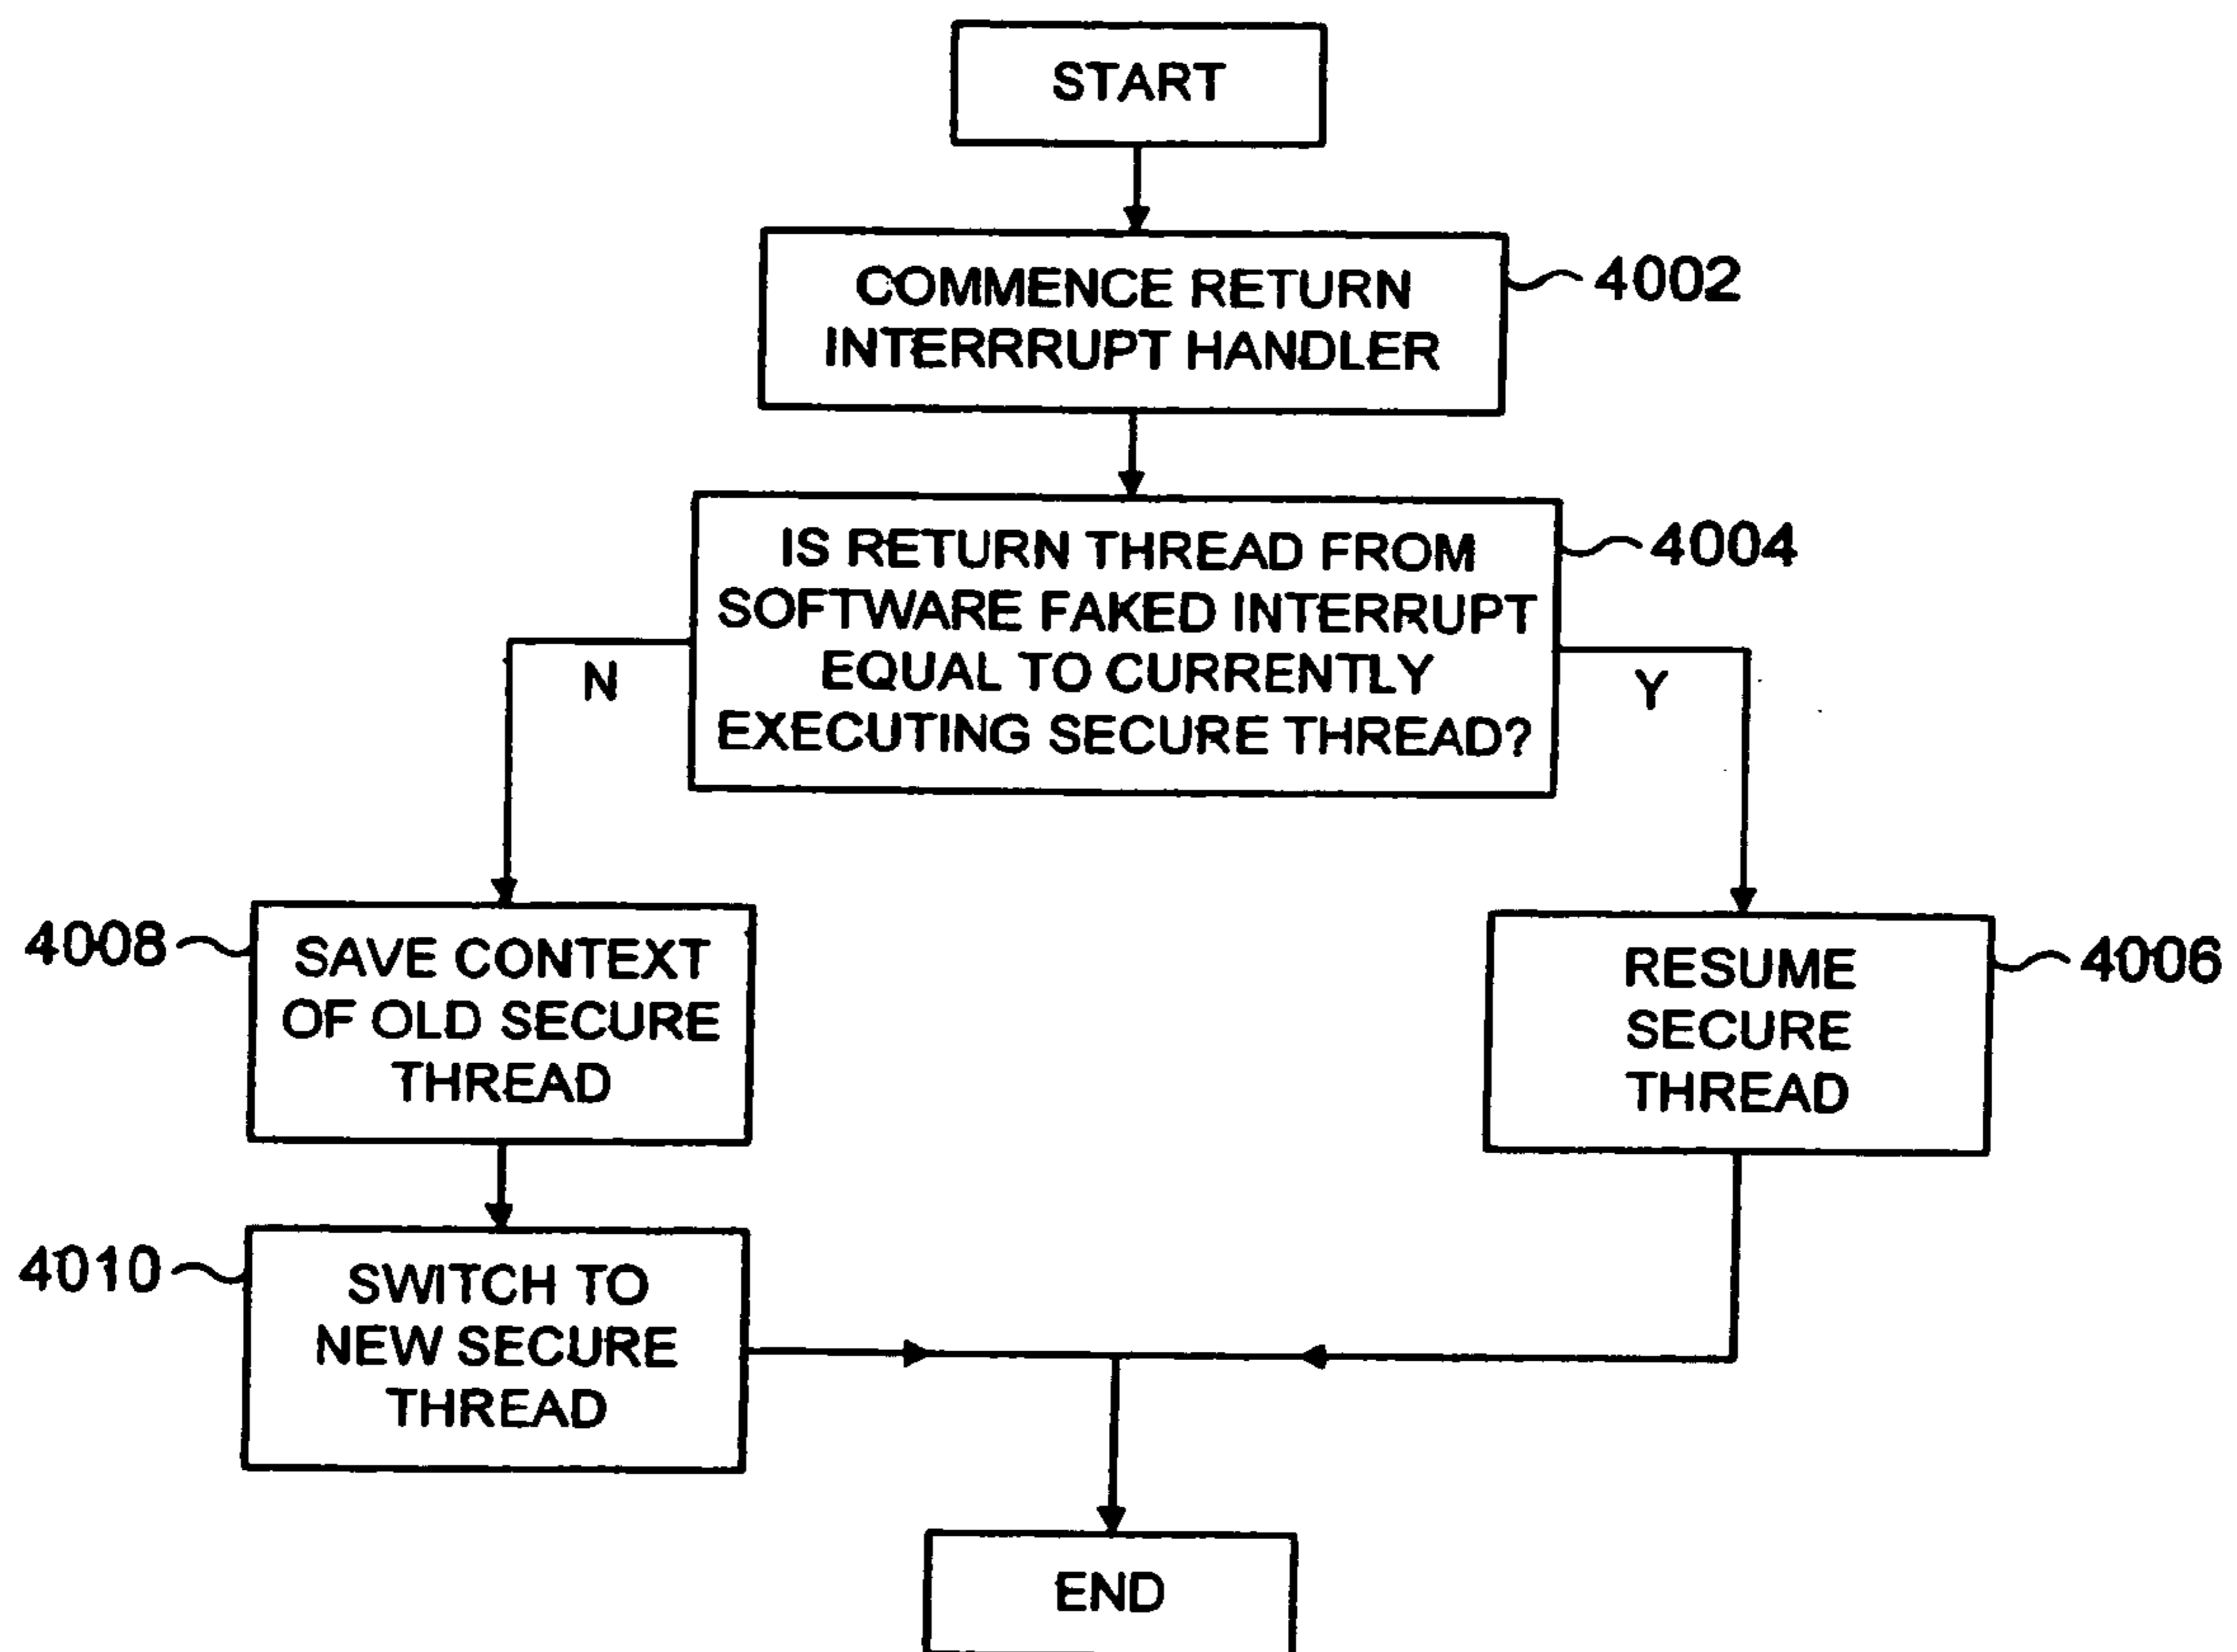 START
COMMENCE RETURN
INTERRRUPT HANDLER
4002
IS RETURN THREAD FROM
SOFTWARE FAKED INTERRUPT
EQUAL TO CURRENTLY
EXECUTING SECURE THREAD?
4004
N
Y
4008
SAVE CONTEXT
OF OLD SECURE
THREAD
RESUME
SECURE
THREAD
4006
4010
SWITCH TO
NEW SECURE
THREAD
END